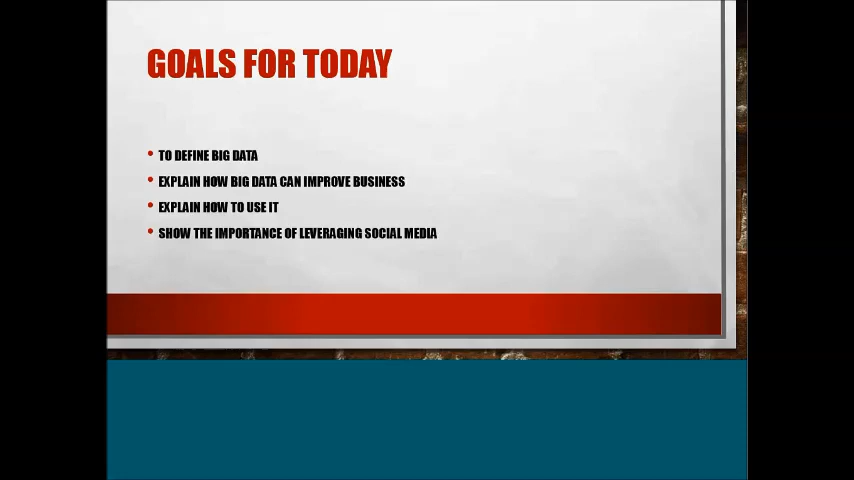 GOALS FOR TODAY
• TO DEFINE BIG DATA
• EXPLAIN HOW BIG DATA CAN IMPROVE BUSINESS
• EXPLAIN HOW TO USE IT
• SHOW THE IMPORTANCE OF LEVERAGING SOCIAL MEDIA